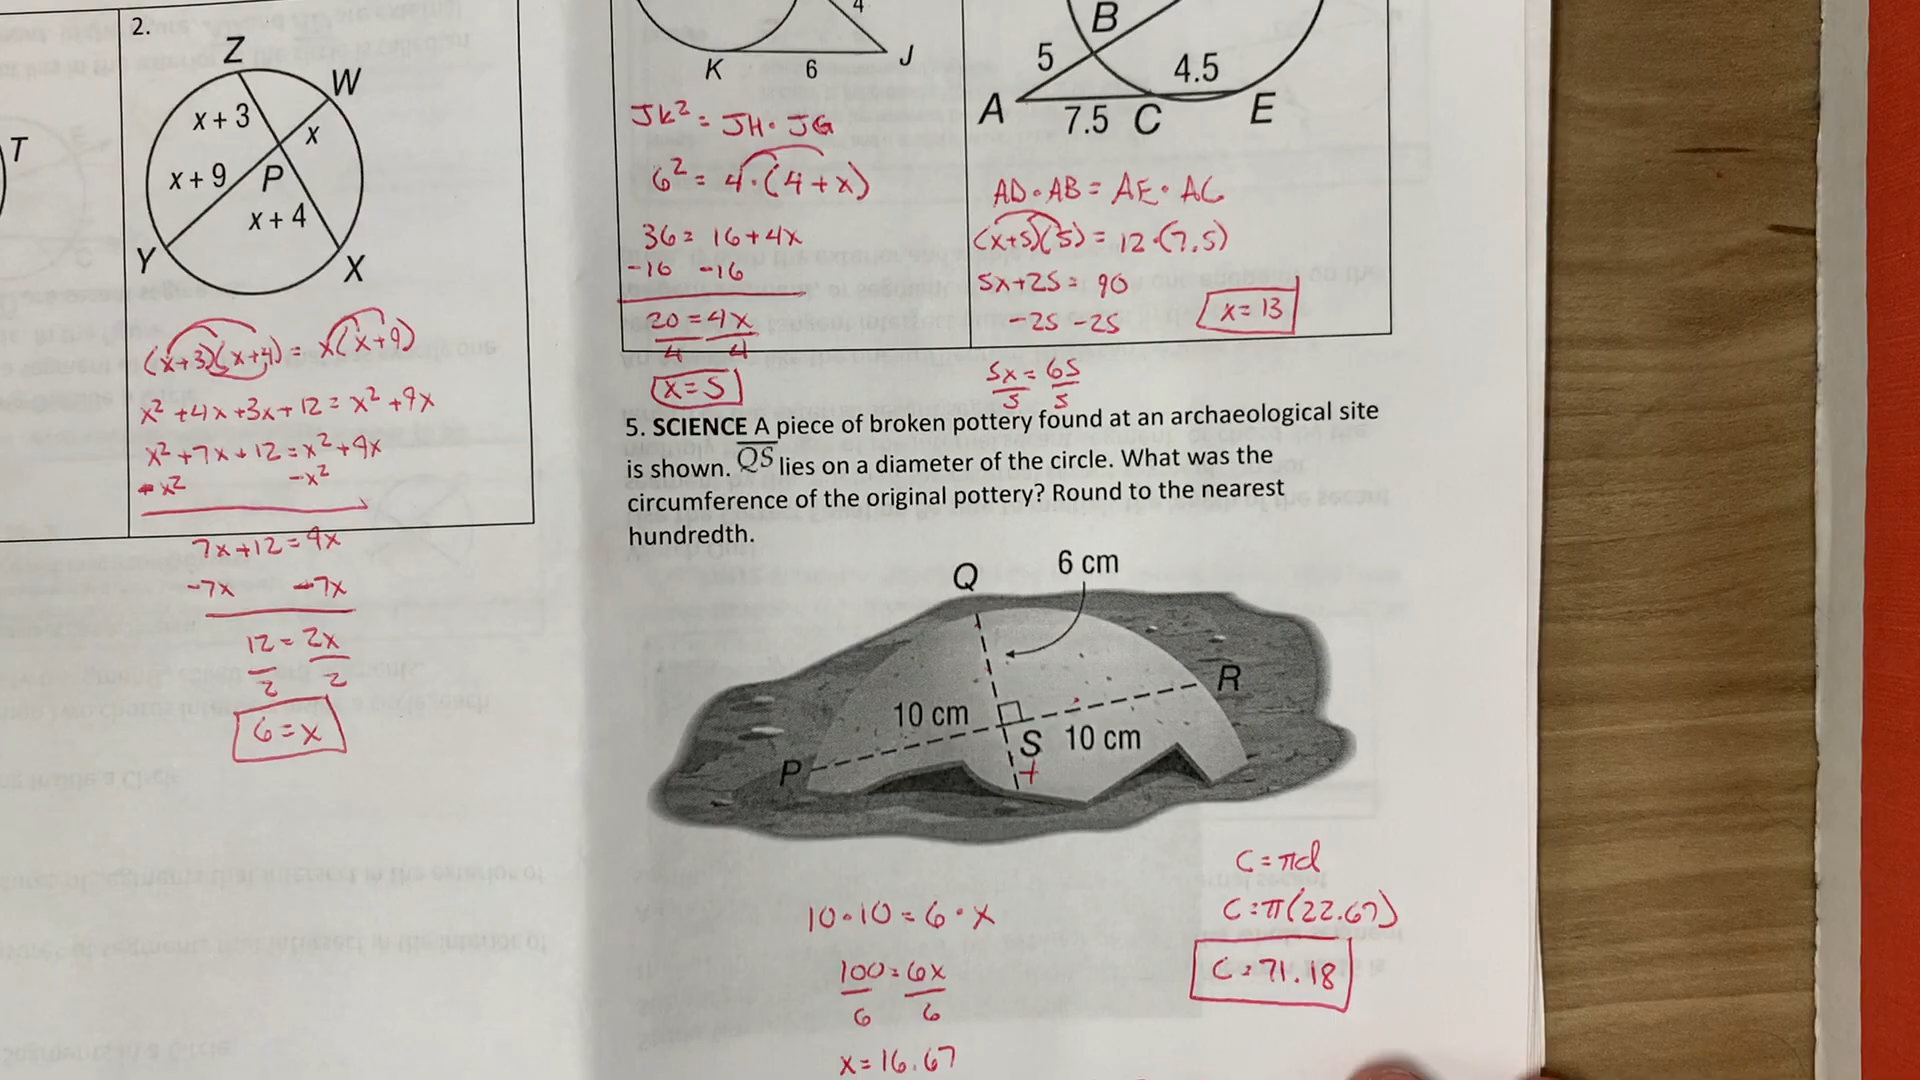 2.
Z
W
x + 3
x
x + 9
P
x + 4
Y
X
(x+3)(x+4) = x(x+9)
x² + 4x + 3x + 12 = x² + 9x
x² + 7x + 12 = x² + 9x
- x² - x²
7x + 12 = 9x
-7x -7x
12 = 2x
2 2
6 = x
T
4
K 6 J
JK² = JH · JG
6² = 4 · (4 + x)
36 = 16 + 4x
-16 -16
20 = 4x
4 4
x = 5
B
5
4.5
A 7.5 C E
AD · AB = AE · AC
(x+5)(5) = 12 · (7.5)
5x + 25 = 90
-25 -25
x = 13
5x = 65
5 5
5. SCIENCE A piece of broken pottery found at an archaeological site
is shown. QS lies on a diameter of the circle. What was the
circumference of the original pottery? Round to the nearest
hundredth.
Q
6 cm
R
10 cm
S 10 cm
P
10 · 10 = 6 · x
100 = 6x
6 6
x = 16.67
C = πd
C = π(22.67)
C = 71.18